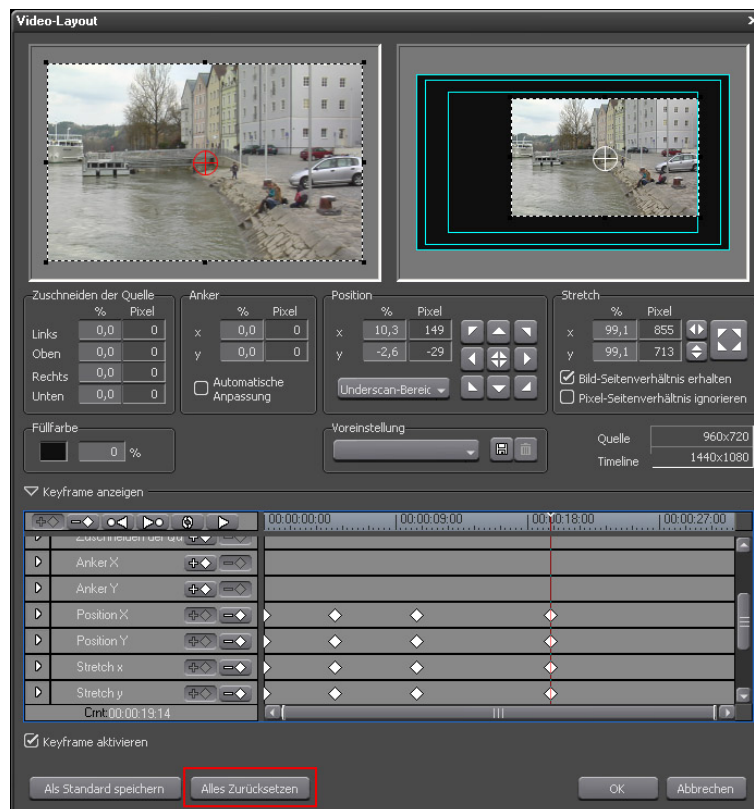 Video-Layout
Zuschneiden der Quelle
% Pixel
Links 0,0 0
Oben 0,0 0
Rechts 0,0 0
Unten 0,0 0
Anker
% Pixel
x 0,0 0
y 0,0 0
Automatische Anpassung
Position
% Pixel
x 10,3 149
y -2,6 -29
Underscan-Bereic
Stretch
% Pixel
x 99,1 855
y 99,1 713
Bild-Seitenverhältnis erhalten
Pixel-Seitenverhältnis ignorieren
Füllfarbe
0 %
Voreinstellung
Quelle 960x720
Timeline 1440x1080
Keyframe anzeigen
00:00:00:00 00:00:09:00 00:00:18:00 00:00:27:00
Zuschneiden der Qu
Anker X
Anker Y
Position X
Position Y
Stretch x
Stretch y
Crnt:00:00:19:14
Keyframe aktivieren
Als Standard speichern Alles Zurücksetzen OK Abbrechen